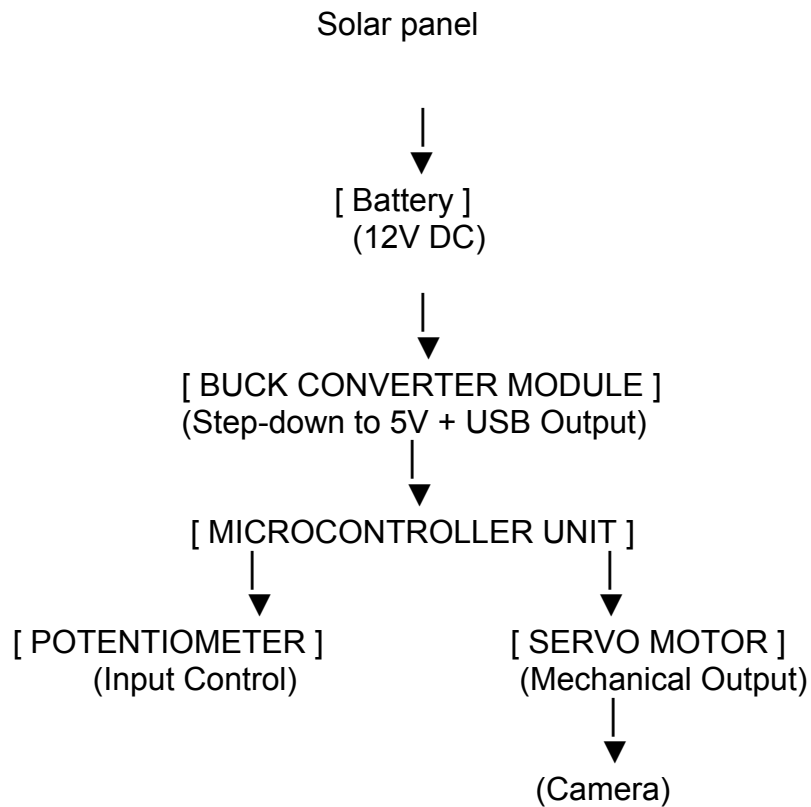 Solar panel
[ Battery ]
(12V DC)
[ BUCK CONVERTER MODULE ]
(Step-down to 5V + USB Output)
[ MICROCONTROLLER UNIT ]
[ POTENTIOMETER ] [ SERVO MOTOR ]
(Input Control) (Mechanical Output)
(Camera)